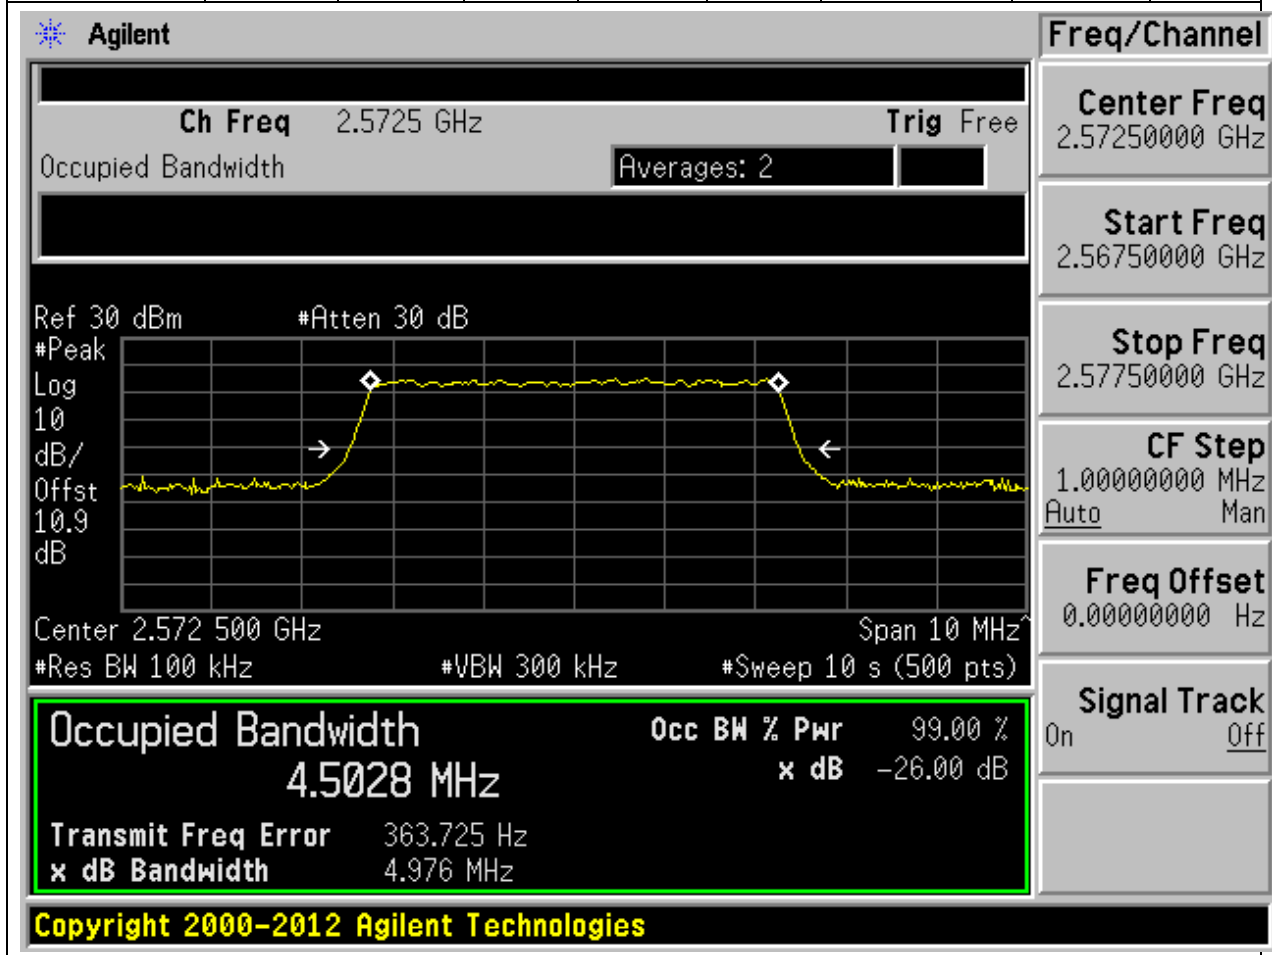 Agilent
Freq/Channel
Ch Freq 2.5725 GHz Trig Free
Occupied Bandwidth Averages: 2
Center Freq
2.57250000 GHz
Start Freq
2.56750000 GHz
Stop Freq
2.57750000 GHz
CF Step
1.00000000 MHz
Auto Man
Freq Offset
0.00000000 Hz
Signal Track
On Off
Ref 30 dBm #Atten 30 dB
#Peak
Log
10
dB/
Offst
10.9
dB
Center 2.572 500 GHz Span 10 MHz^
#Res BW 100 kHz #VBW 300 kHz #Sweep 10 s (500 pts)
Occupied Bandwidth Occ BW % Pwr 99.00 %
4.5028 MHz x dB -26.00 dB
Transmit Freq Error 363.725 Hz
x dB Bandwidth 4.976 MHz
Copyright 2000-2012 Agilent Technologies